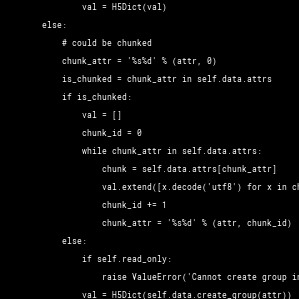 val = H5Dict(val)
else:
# could be chunked
chunk_attr = '%s%d' % (attr, 0)
is_chunked = chunk_attr in self.data.attrs
if is_chunked:
val = []
chunk_id = 0
while chunk_attr in self.data.attrs:
chunk = self.data.attrs[chunk_attr]
val.extend([x.decode('utf8') for x in
chunk_id += 1
chunk_attr = '%s%d' % (attr, chunk_id)
else:
if self.read_only:
raise ValueError('Cannot create group
val = H5Dict(self.data.create_group(attr))